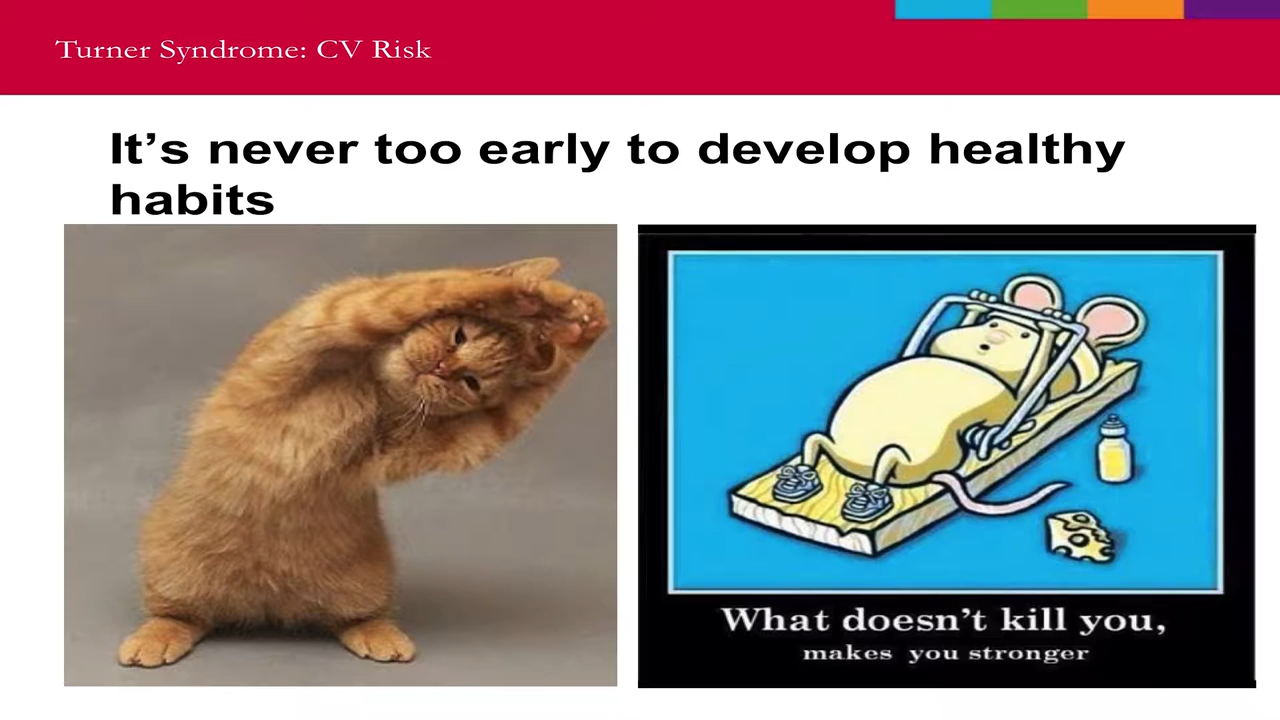 Turner Syndrome: CV Risk
It’s never too early to develop healthy
habits
What doesn’t kill you,
makes you stronger